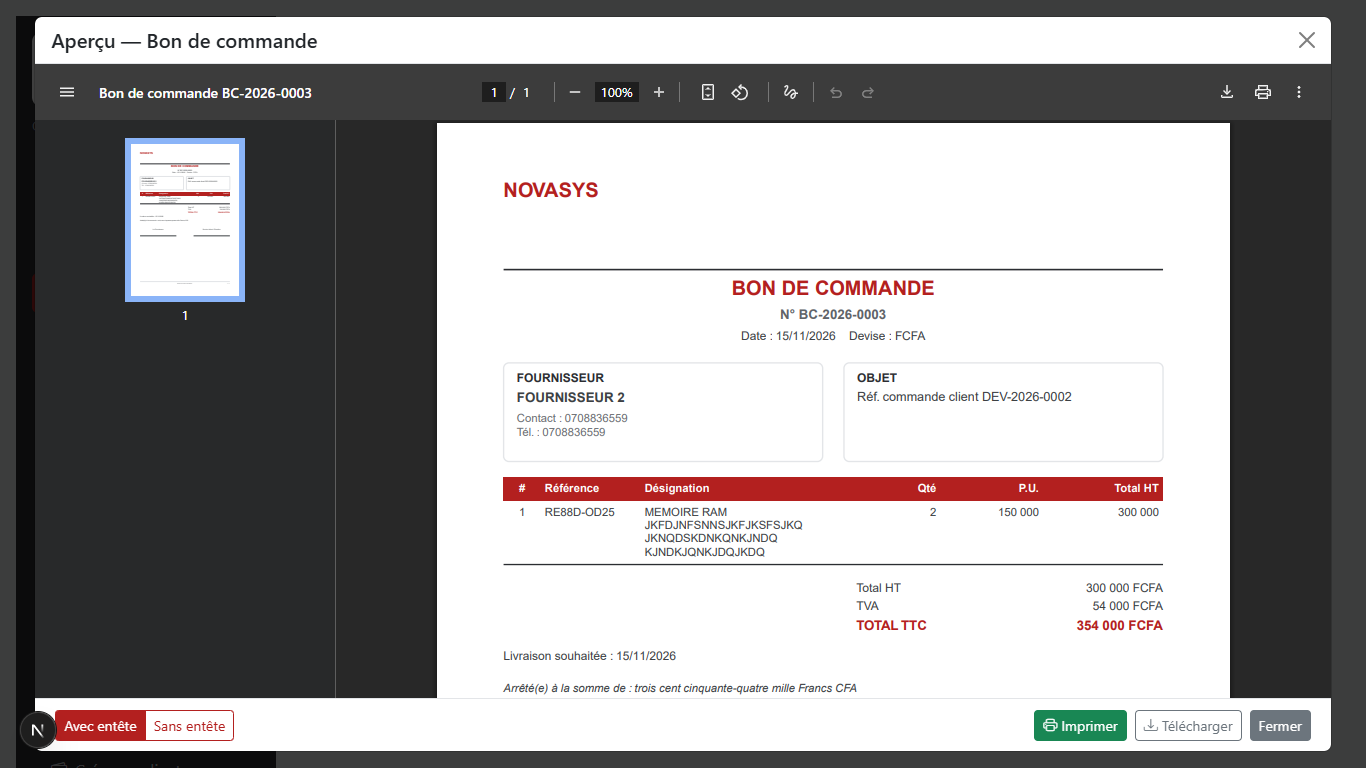 Aperçu — Bon de commande
Bon de commande BC-2026-0003
1 / 1
100%
1
NOVASYS
BON DE COMMANDE
N° BC-2026-0003
Date : 15/11/2026 Devise : FCFA
FOURNISSEUR
FOURNISSEUR 2
Contact : 0708836559
Tél. : 0708836559
OBJET
Réf. commande client DEV-2026-0002
# Référence Désignation Qté P.U. Total HT
1 RE88D-OD25 MEMOIRE RAM 2 150 000 300 000
JKFDJNFSNNSJKFJKSFSJKQ
JKNQDSKDNKQNKJNDQ
KJNDKJQNKJDQJKDQ
Total HT 300 000 FCFA
TVA 54 000 FCFA
TOTAL TTC 354 000 FCFA
Livraison souhaitée : 15/11/2026
Arrêté(e) à la somme de : trois cent cinquante-quatre mille Francs CFA
N
Avec entête Sans entête
Imprimer Télécharger Fermer